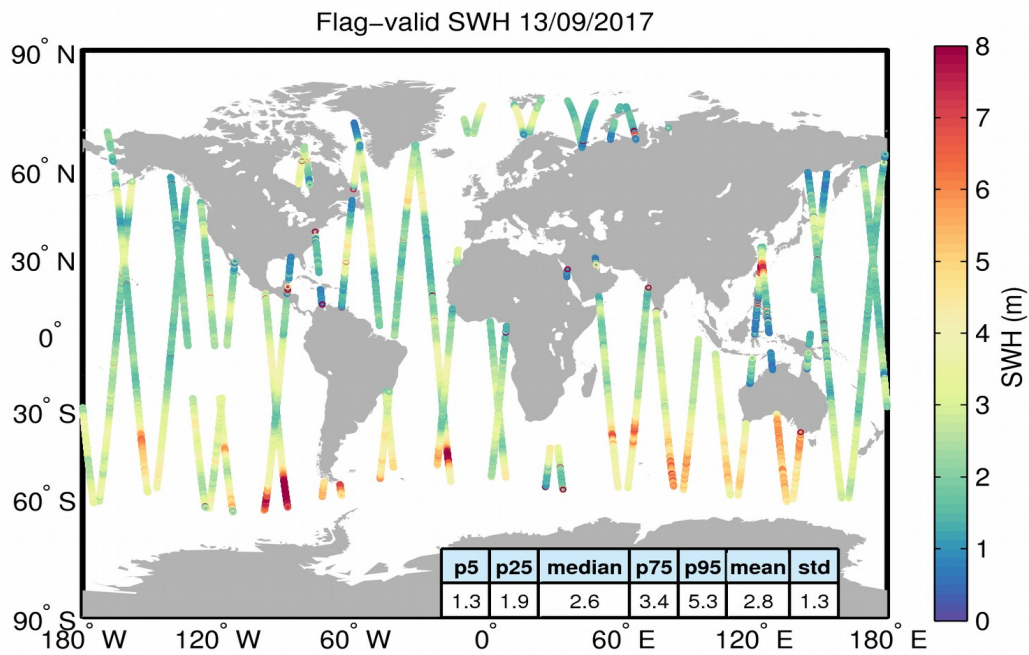 Flag-valid SWH 13/09/2017
90° N
60° N
30° N
0°
30° S
60° S
90° S
180° W
120° W
60° W
0°
60° E
120° E
180° E
p5 p25 median p75 p95 mean std
1.3 1.9 2.6 3.4 5.3 2.8 1.3
8
7
6
5
4
3
2
1
0
SWH (m)